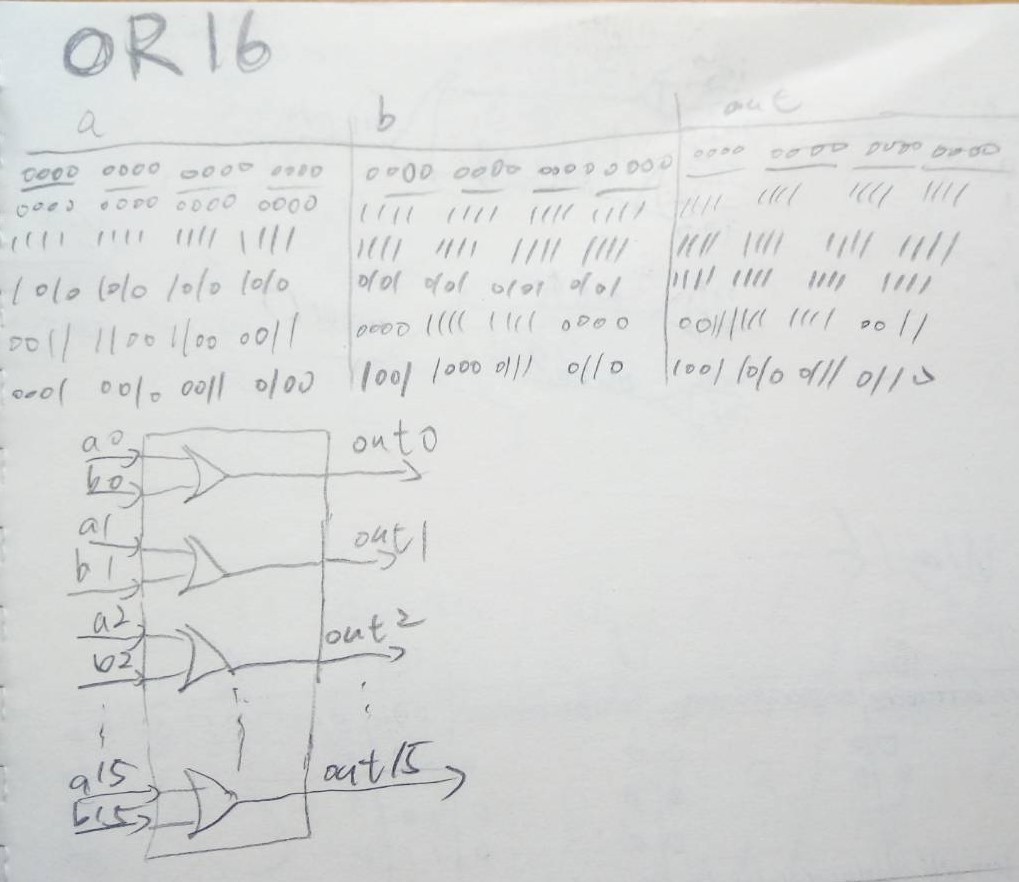 OR16
a b out
0000 0000 0000 0000 0000 0000 0000 0000 0000 0000 0000 0000
0000 0000 0000 0000 1111 1111 1111 1111 1111 1111 1111 1111
1111 1111 1111 1111 1111 1111 1111 1111 1111 1111 1111 1111
1010 1010 1010 1010 0101 0101 0101 0101 1111 1111 1111 1111
0011 1100 1100 0011 0000 1111 1111 0000 0011 1111 1111 0011
0001 0010 0011 0100 1001 1000 0111 0110 1001 1010 0111 0110
a0 out0
b0
a1 out1
b1
a2 out2
b2
a15 out15
b15